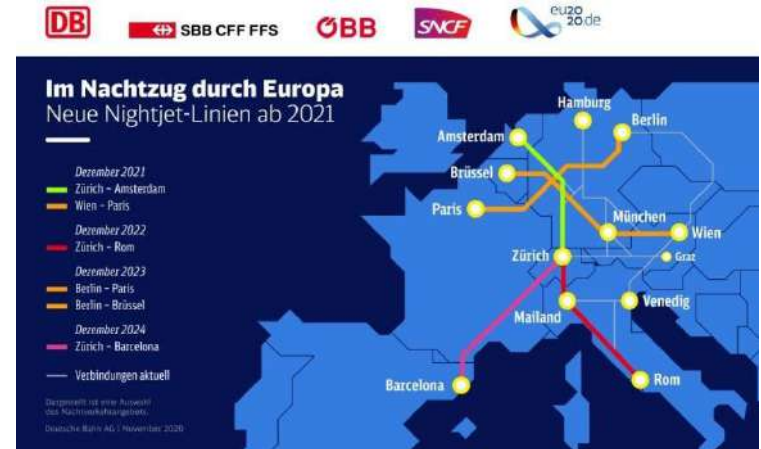 DB
SBB CFF FFS
ÖBB
SNCF
eu20
20.de
Im Nachtzug durch Europa
Neue Nightjet-Linien ab 2021
Dezember 2021
Zürich – Amsterdam
Wien – Paris
Dezember 2022
Zürich – Rom
Dezember 2023
Berlin – Paris
Berlin – Brüssel
Dezember 2024
Zürich – Barcelona
Verbindungen aktuell
Dargestellt ist eine Auswahl
des Nachtverkehrsangebots.
Deutsche Bahn AG | November 2020
Hamburg
Berlin
Amsterdam
Brüssel
Paris
München
Wien
Zürich
Graz
Mailand
Venedig
Barcelona
Rom